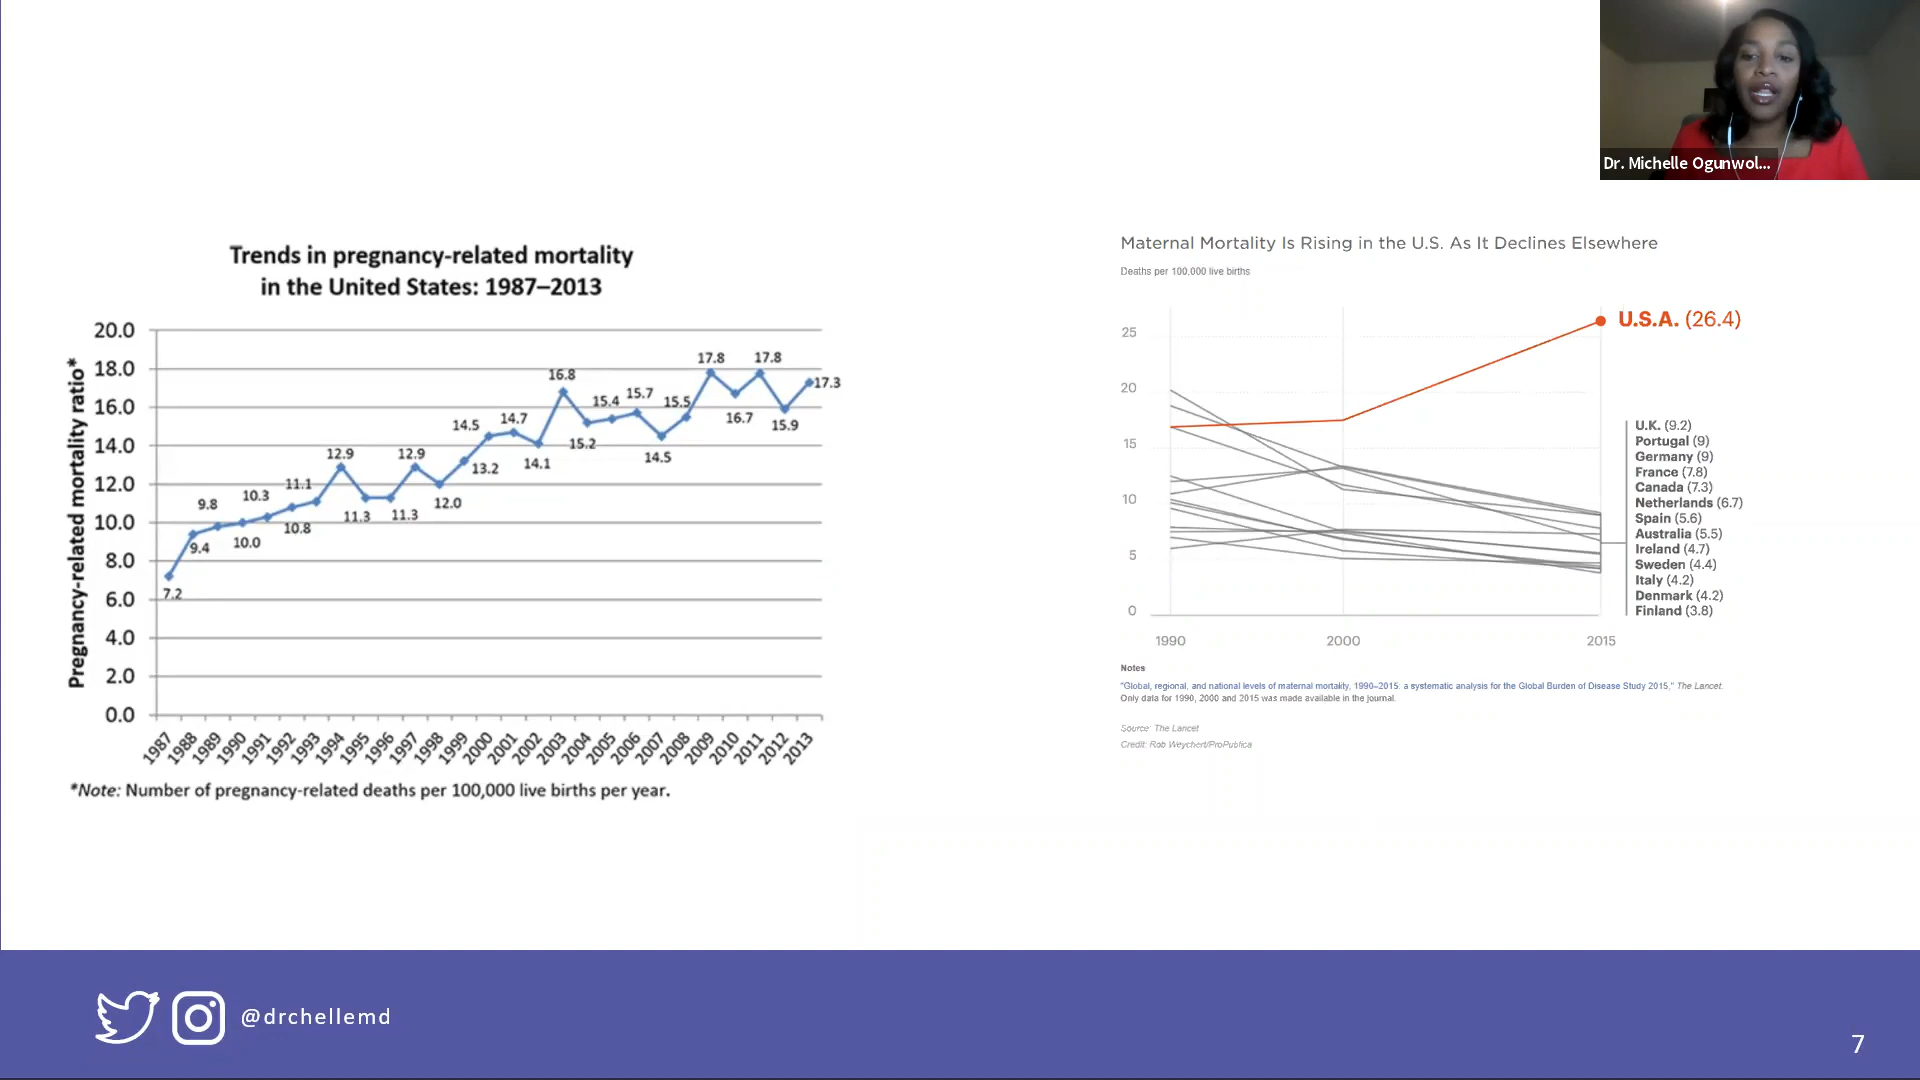 Dr. Michelle Ogunwol...
Trends in pregnancy-related mortality
in the United States: 1987–2013
Pregnancy-related mortality ratio*
20.0
18.0
16.0
14.0
12.0
10.0
8.0
6.0
4.0
2.0
0.0
7.2
9.4
9.8
10.0
10.3
10.8
11.1
12.9
11.3
11.3
12.9
12.0
13.2
14.5
14.7
14.1
16.8
15.2
15.4
15.7
14.5
15.5
17.8
16.7
17.8
15.9
17.3
1987 1988 1989 1990 1991 1992 1993 1994 1995 1996 1997 1998 1999 2000 2001 2002 2003 2004 2005 2006 2007 2008 2009 2010 2011 2012 2013
*Note: Number of pregnancy-related deaths per 100,000 live births per year.
Maternal Mortality Is Rising in the U.S. As It Declines Elsewhere
Deaths per 100,000 live births
25
20
15
10
5
0
1990 2000 2015
U.S.A. (26.4)
U.K. (9.2)
Portugal (9)
Germany (9)
France (7.8)
Canada (7.3)
Netherlands (6.7)
Spain (5.6)
Australia (5.5)
Ireland (4.7)
Sweden (4.4)
Italy (4.2)
Denmark (4.2)
Finland (3.8)
Notes
"Global, regional, and national levels of maternal mortality, 1990–2015: a systematic analysis for the Global Burden of Disease Study 2015," The Lancet.
Only data for 1990, 2000 and 2015 was made available in the journal.
Source: The Lancet
Credit: Rob Weychert/ProPublica
@drchellemd
7